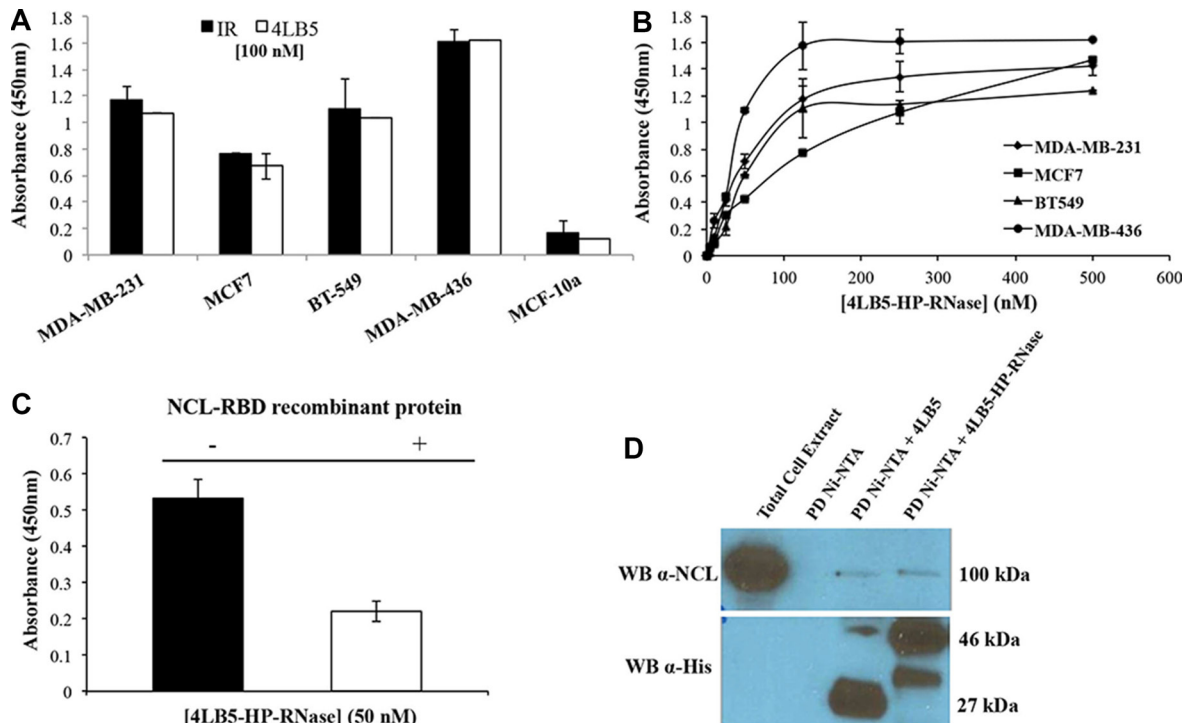 A
IR
4LB5
[100 nM]
Absorbance (450nm)
1.8
1.6
1.4
1.2
1
0.8
0.6
0.4
0.2
0
MDA-MB-231
MCF7
BT-549
MDA-MB-436
MCF-10a
B
Absorbance (450nm)
1.8
1.6
1.4
1.2
1
0.8
0.6
0.4
0.2
0
0
100
200
300
400
500
600
[4LB5-HP-RNase] (nM)
MDA-MB-231
MCF7
BT549
MDA-MB-436
C
NCL-RBD recombinant protein
-
+
Absorbance (450nm)
0.7
0.6
0.5
0.4
0.3
0.2
0.1
0
[4LB5-HP-RNase] (50 nM)
D
Total Cell Extract
PD Ni-NTA
PD Ni-NTA + 4LB5
PD Ni-NTA + 4LB5-HP-RNase
WB α-NCL
100 kDa
46 kDa
WB α-His
27 kDa